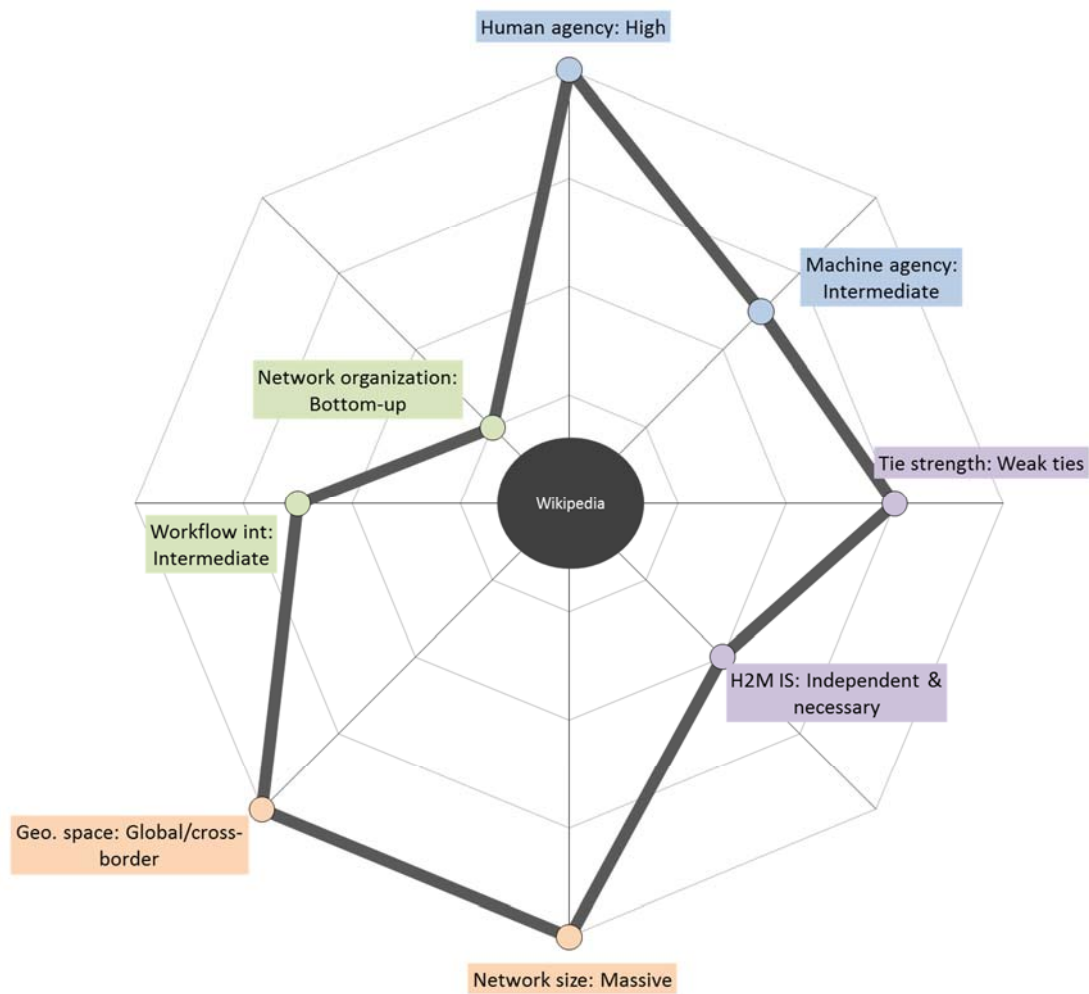 Human agency: High
Machine agency:
Intermediate
Network organization:
Bottom-up
Tie strength: Weak ties
Wikipedia
Workflow int:
Intermediate
H2M IS: Independent &
necessary
Geo. space: Global/cross-
border
Network size: Massive